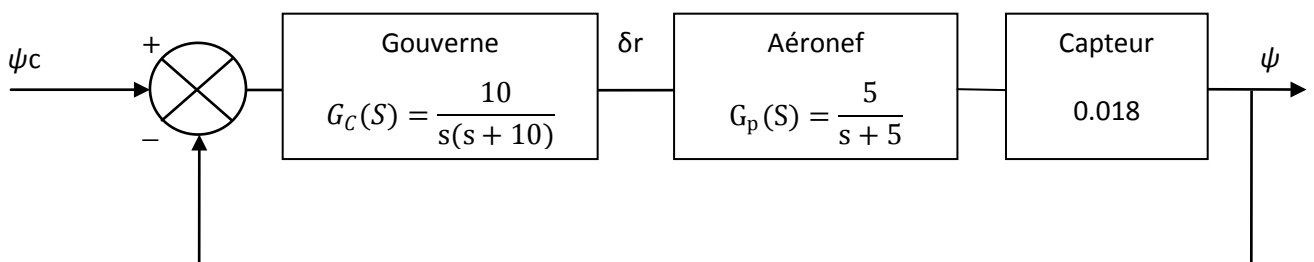 ψc
+
−
Gouverne
G_C(S) = 10 / s(s + 10)
δr
Aéronef
G_p(S) = 5 / s + 5
Capteur
0.018
ψ